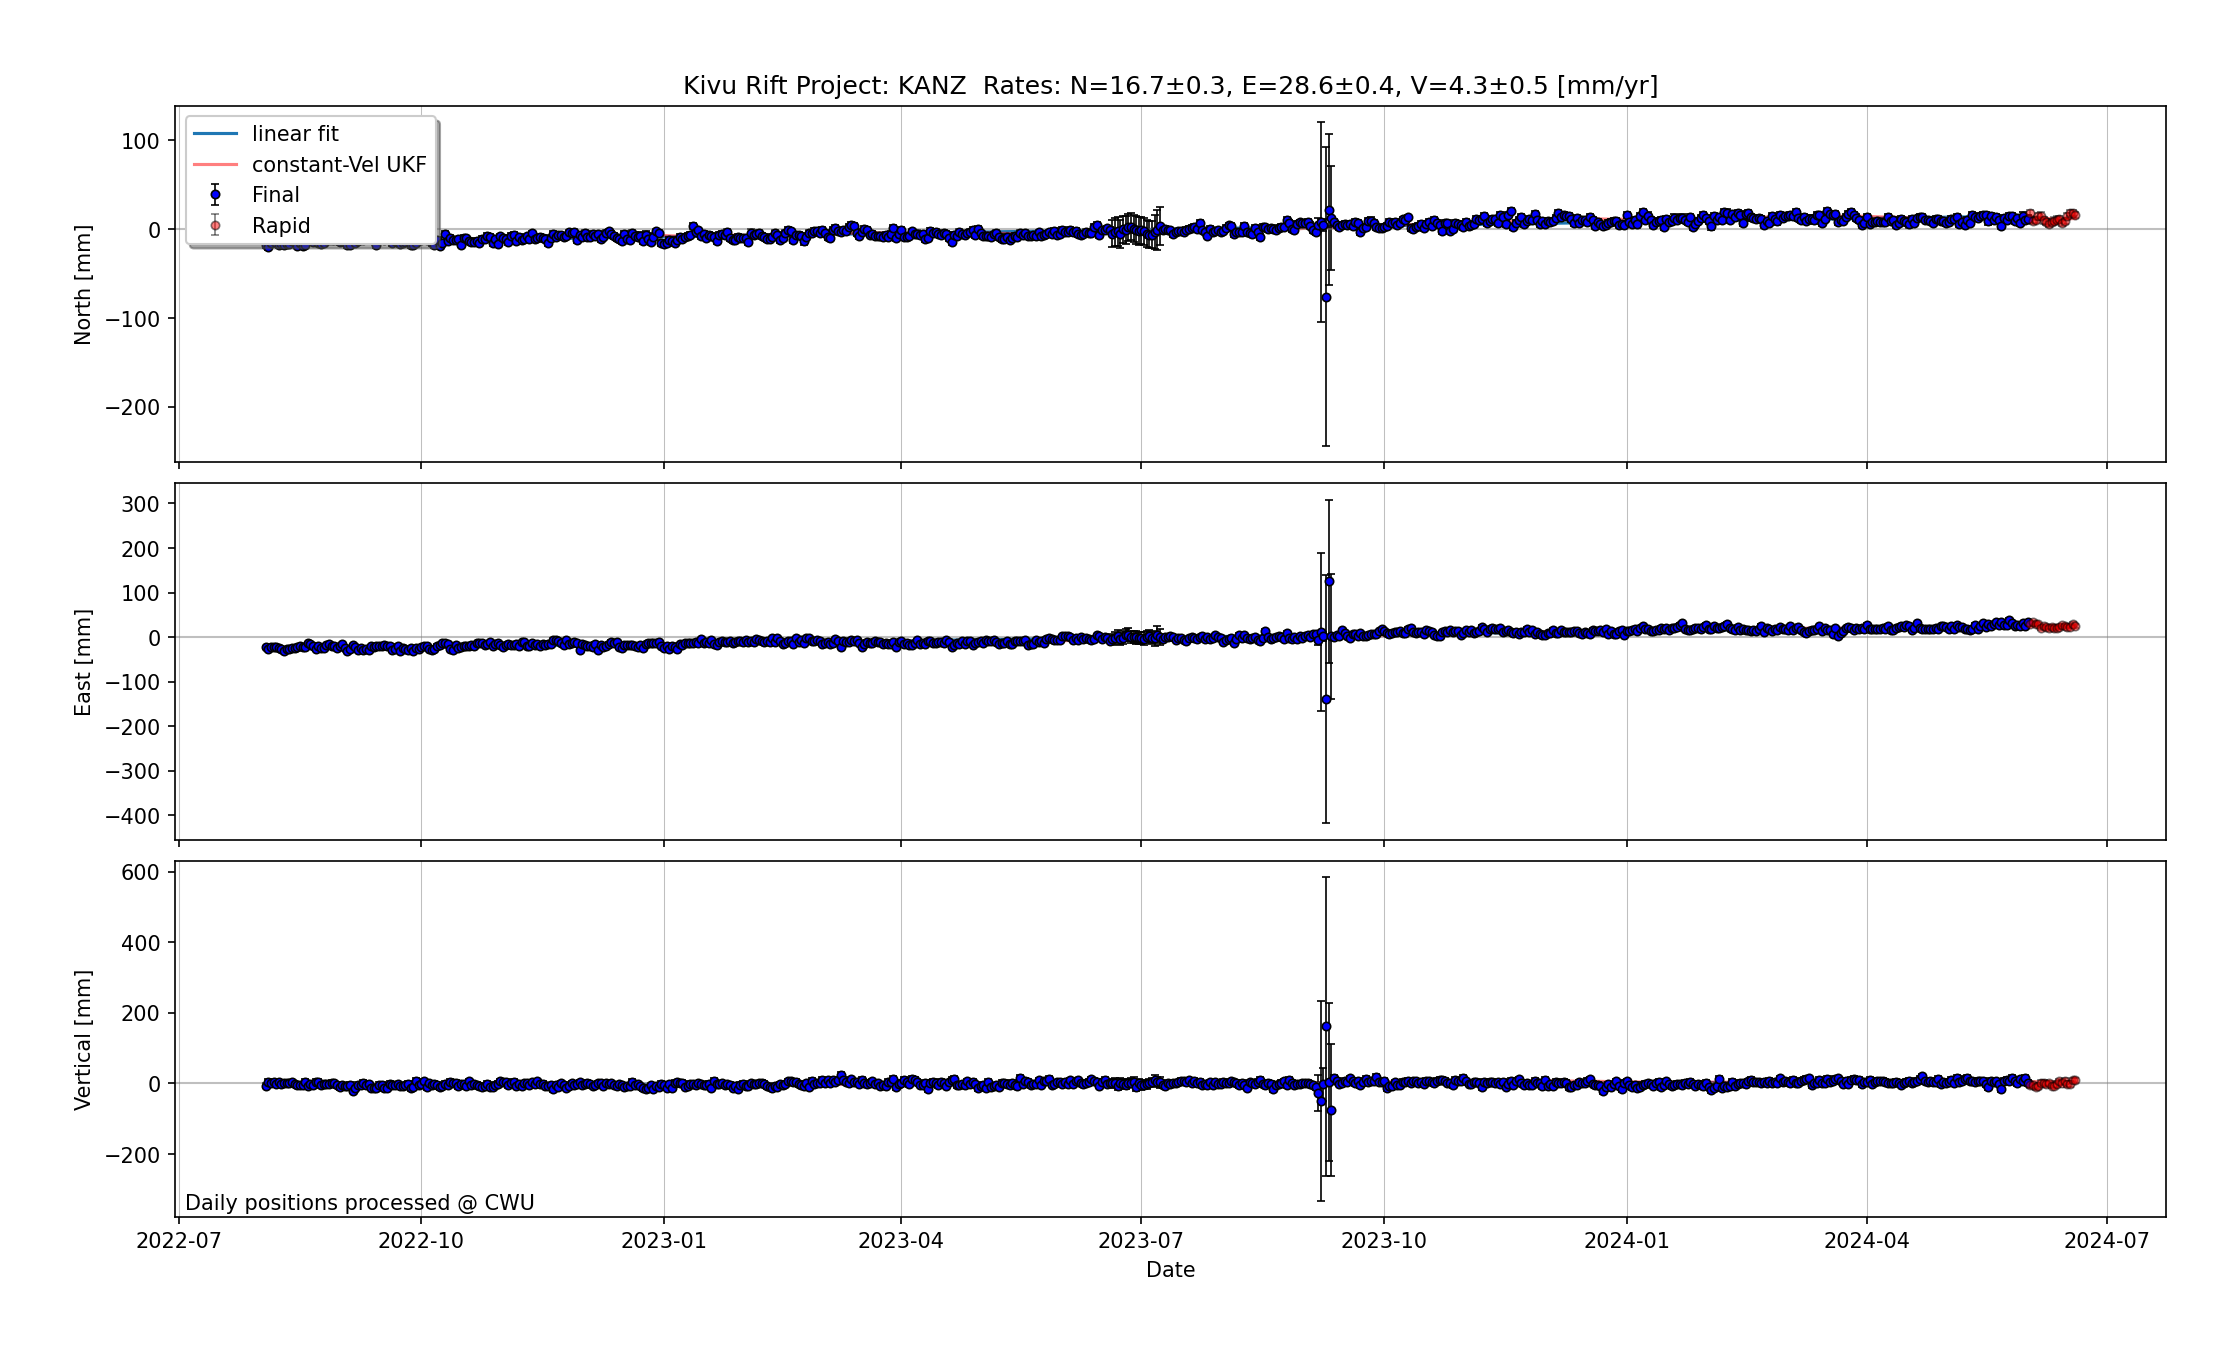 Kivu Rift Project: KANZ  Rates: N=16.7±0.3, E=28.6±0.4, V=4.3±0.5 [mm/yr]
linear fit
constant-Vel UKF
Final
Rapid
North [mm]
100
0
−100
−200
East [mm]
300
200
100
0
−100
−200
−300
−400
Vertical [mm]
600
400
200
0
−200
Daily positions processed @ CWU
2022-07 2022-10 2023-01 2023-04 2023-07 2023-10 2024-01 2024-04 2024-07
Date